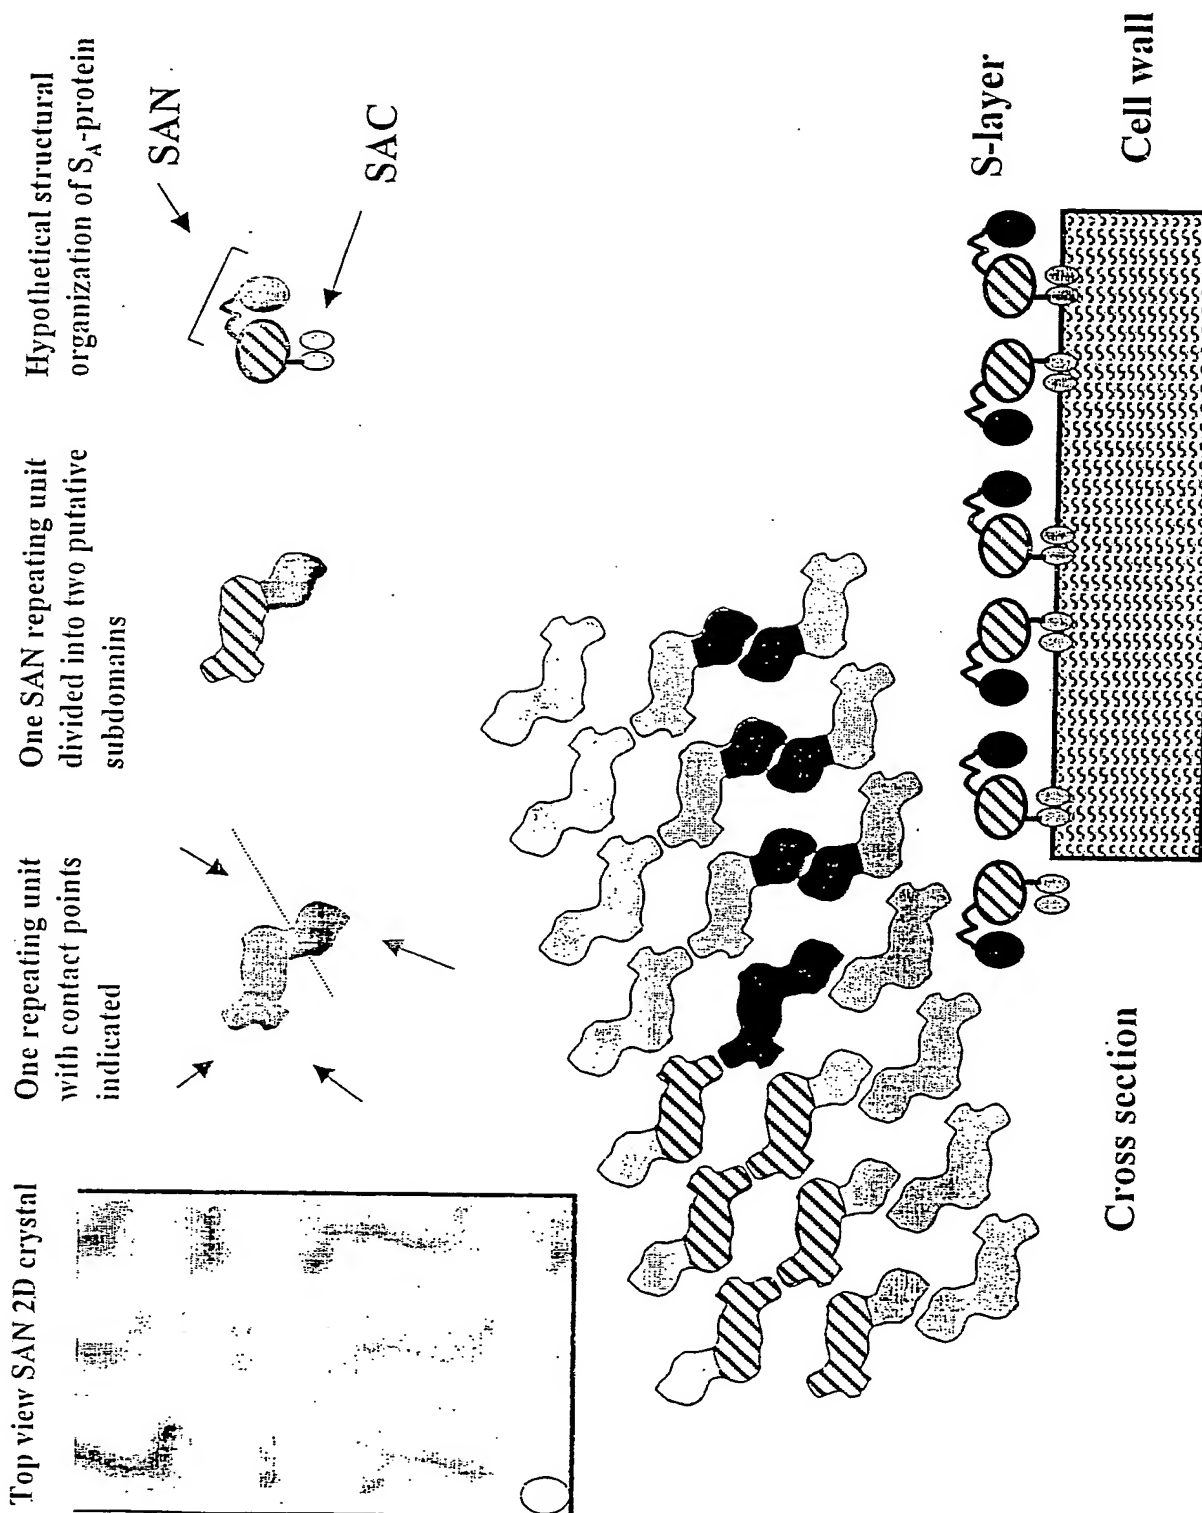 Top view SAN 2D crystal
One repeating unit
with contact points
indicated
One SAN repeating unit
divided into two putative
subdomains
Hypothetical structural
organization of S_A-protein
SAN
SAC
Cross section
S-layer
Cell wall